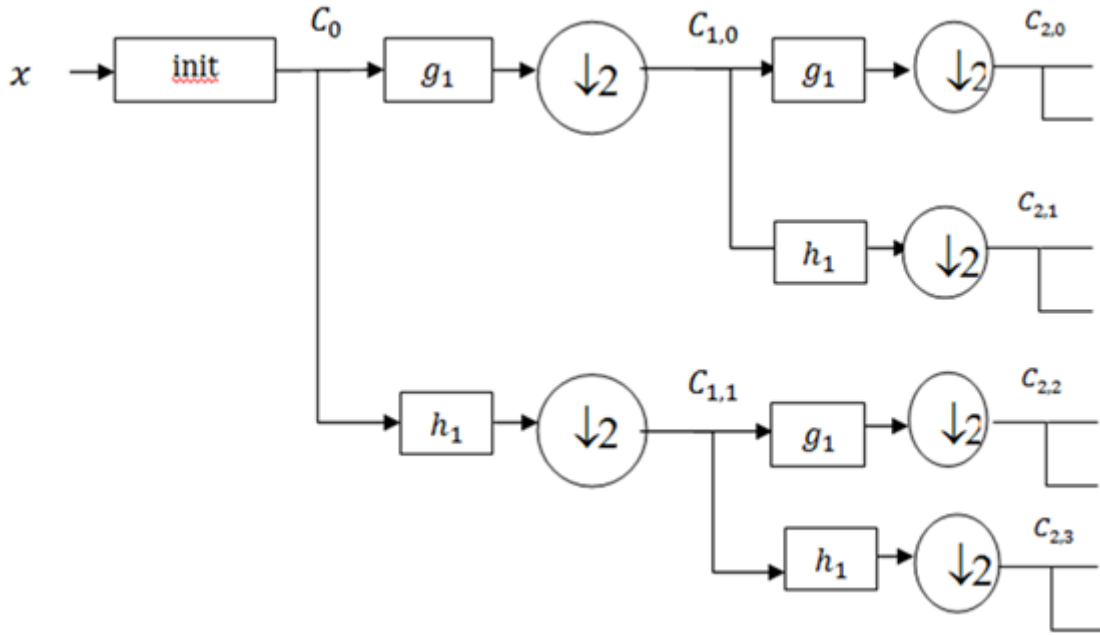 x
init
C₀
g₁
↓2
C₁,₀
g₁
↓2
C₂,₀
h₁
↓2
C₂,₁
h₁
↓2
C₁,₁
g₁
↓2
C₂,₂
h₁
↓2
C₂,₃